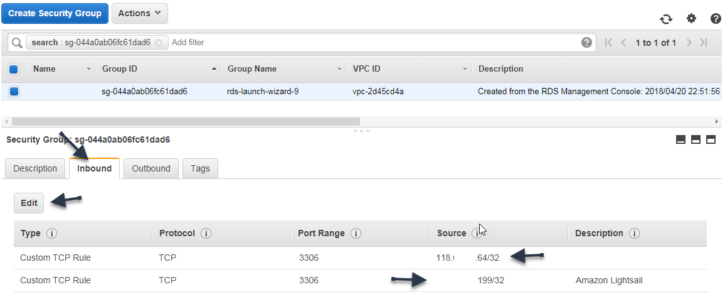 Create Security Group Actions
search : sg-044a0ab06fc61dad6 Add filter 1 to 1 of 1
Name Group ID Group Name VPC ID Description
sg-044a0ab06fc61dad6 rds-launch-wizard-9 vpc-2d45cd4a Created from the RDS Management Console: 2018/04/20 22:51:56
Security Group: sg-044a0ab06fc61dad6
Description Inbound Outbound Tags
Edit
Type Protocol Port Range Source Description
Custom TCP Rule TCP 3306 118. .64/32
Custom TCP Rule TCP 3306 199/32 Amazon Lightsail